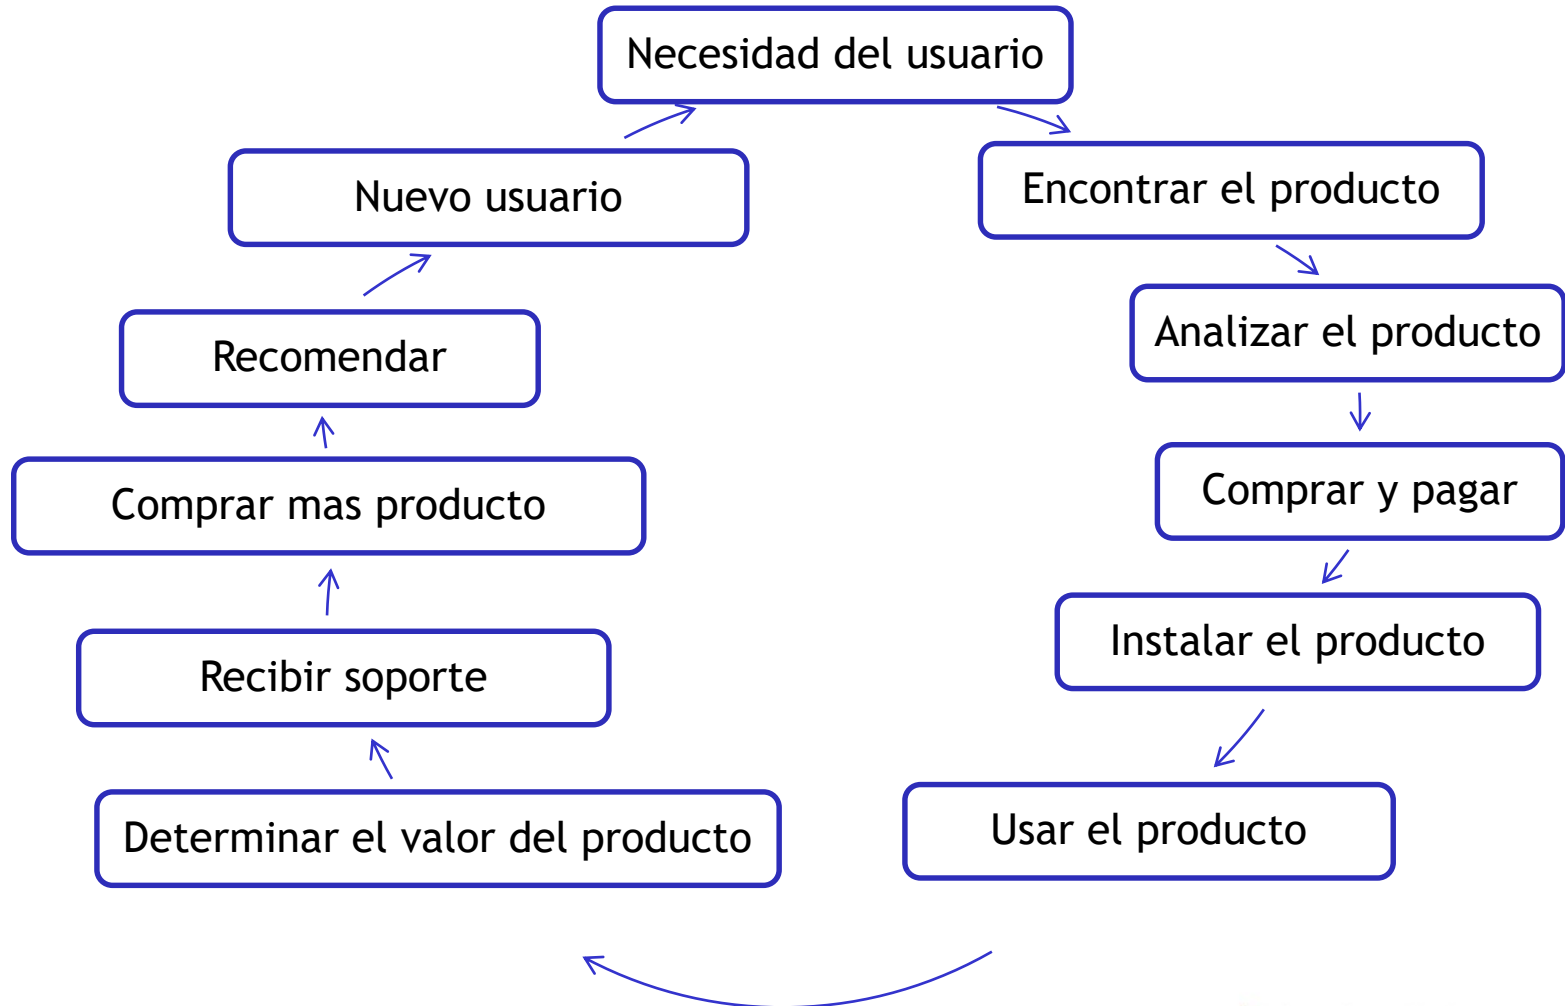 Necesidad del usuario
Encontrar el producto
Analizar el producto
Comprar y pagar
Instalar el producto
Usar el producto
Determinar el valor del producto
Recibir soporte
Comprar mas producto
Recomendar
Nuevo usuario